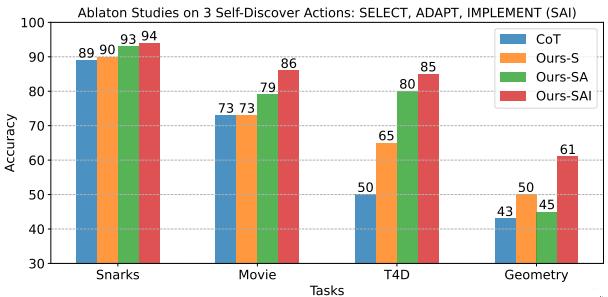 Ablaton Studies on 3 Self-Discover Actions: SELECT, ADAPT, IMPLEMENT (SAI)
100
90
80
70
60
50
40
30
Accuracy
CoT
Ours-S
Ours-SA
Ours-SAI
89 90 93 94
73 73 79 86
50 65 80 85
43 50 45 61
Snarks Movie T4D Geometry
Tasks